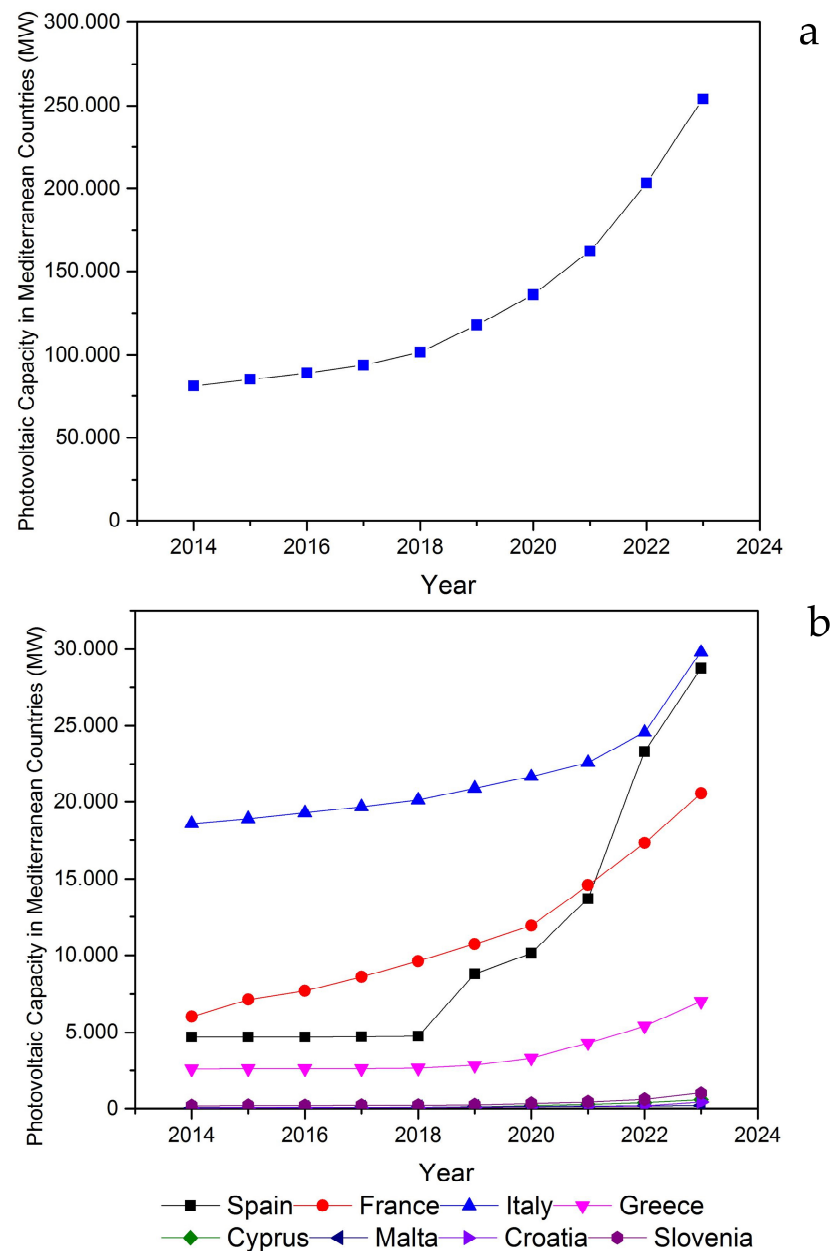 a
Photovoltaic Capacity in Mediterranean Countries (MW)
300.000
250.000
200.000
150.000
100.000
50.000
0
2014 2016 2018 2020 2022 2024
Year
b
Photovoltaic Capacity in Mediterranean Countries (MW)
30.000
25.000
20.000
15.000
10.000
5.000
0
2014 2016 2018 2020 2022 2024
Year
Spain France Italy Greece
Cyprus Malta Croatia Slovenia